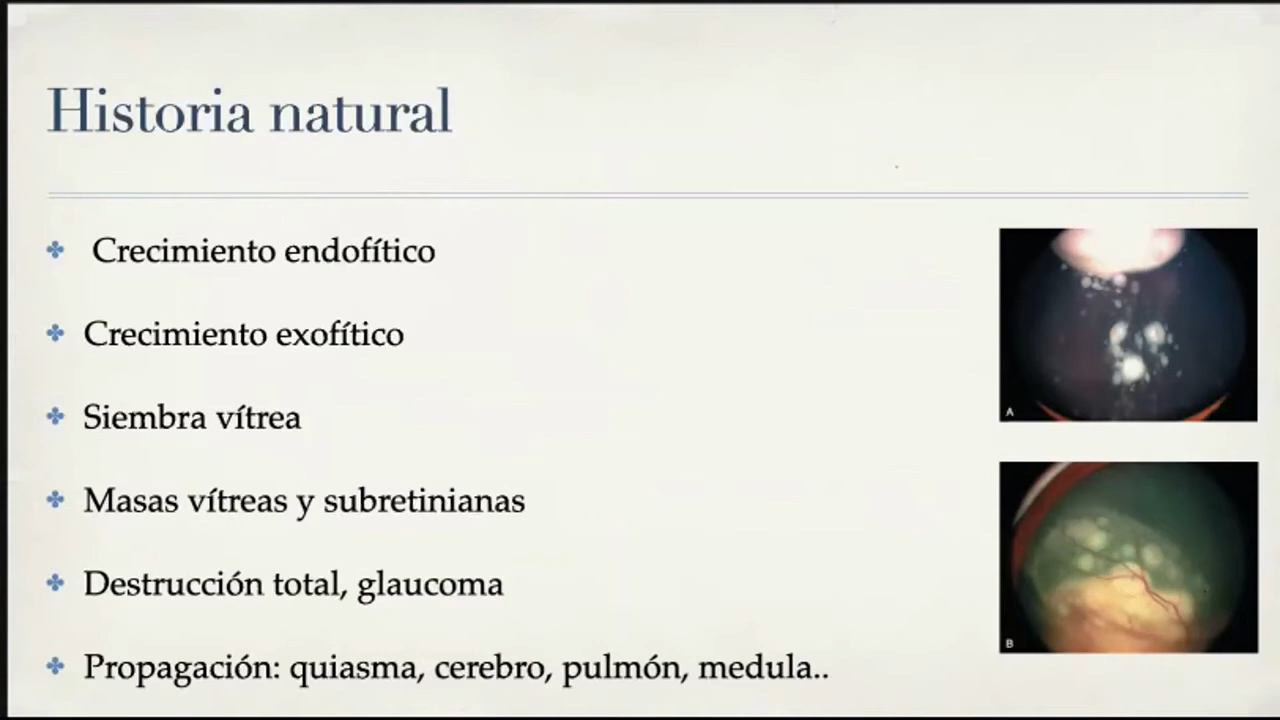 Historia natural
Crecimiento endofítico
Crecimiento exofítico
Siembra vítrea
Masas vítreas y subretinianas
Destrucción total, glaucoma
Propagación: quiasma, cerebro, pulmón, medula..
A
B